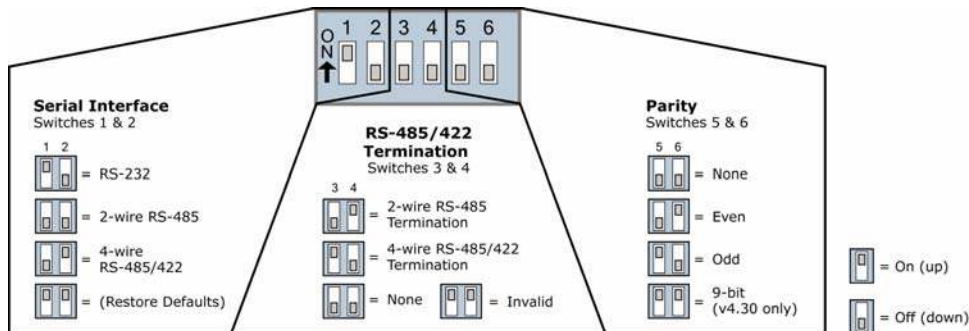 ON
1 2 3 4 5 6
Serial Interface
Switches 1 & 2
1 2
= RS-232
= 2-wire RS-485
= 4-wire
RS-485/422
= (Restore Defaults)
RS-485/422
Termination
Switches 3 & 4
3 4
= 2-wire RS-485
Termination
= 4-wire RS-485/422
Termination
= None
= Invalid
Parity
Switches 5 & 6
5 6
= None
= Even
= Odd
= 9-bit
(v4.30 only)
= On (up)
= Off (down)